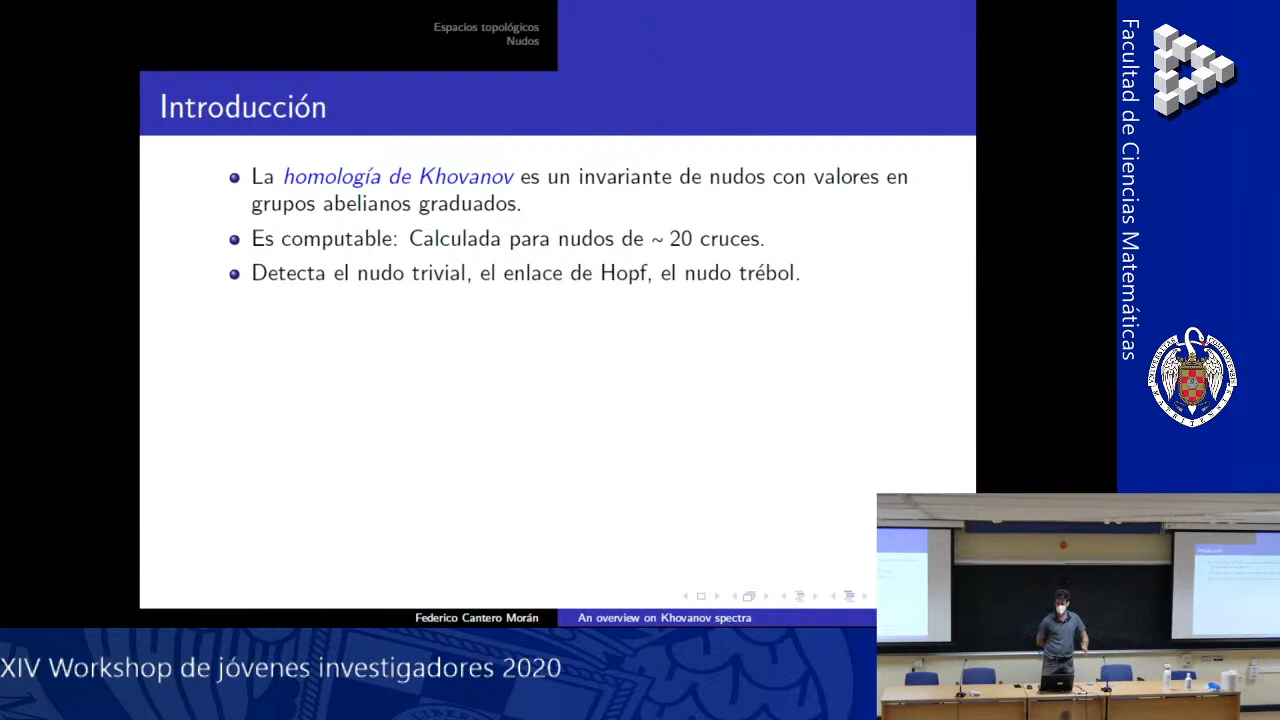 Espacios topológicos
Nudos
Introducción
La homología de Khovanov es un invariante de nudos con valores en
grupos abelianos graduados.
Es computable: Calculada para nudos de ~ 20 cruces.
Detecta el nudo trivial, el enlace de Hopf, el nudo trébol.
Federico Cantero Morán
An overview on Khovanov spectra
XIV Workshop de jóvenes investigadores 2020
Facultad de Ciencias Matemáticas